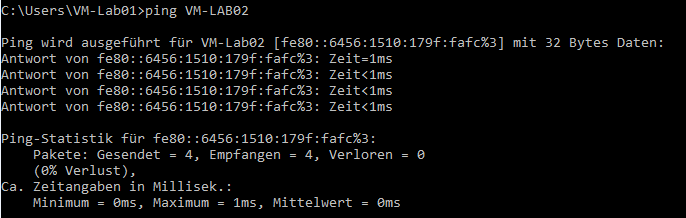 C:\Users\VM-Lab01>ping VM-LAB02
Ping wird ausgeführt für VM-Lab02 [fe80::6456:1510:179f:fafc%3] mit 32 Bytes Daten:
Antwort von fe80::6456:1510:179f:fafc%3: Zeit=1ms
Antwort von fe80::6456:1510:179f:fafc%3: Zeit<1ms
Antwort von fe80::6456:1510:179f:fafc%3: Zeit<1ms
Antwort von fe80::6456:1510:179f:fafc%3: Zeit<1ms
Ping-Statistik für fe80::6456:1510:179f:fafc%3:
    Pakete: Gesendet = 4, Empfangen = 4, Verloren = 0
    (0% Verlust),
Ca. Zeitangaben in Millisek.:
    Minimum = 0ms, Maximum = 1ms, Mittelwert = 0ms